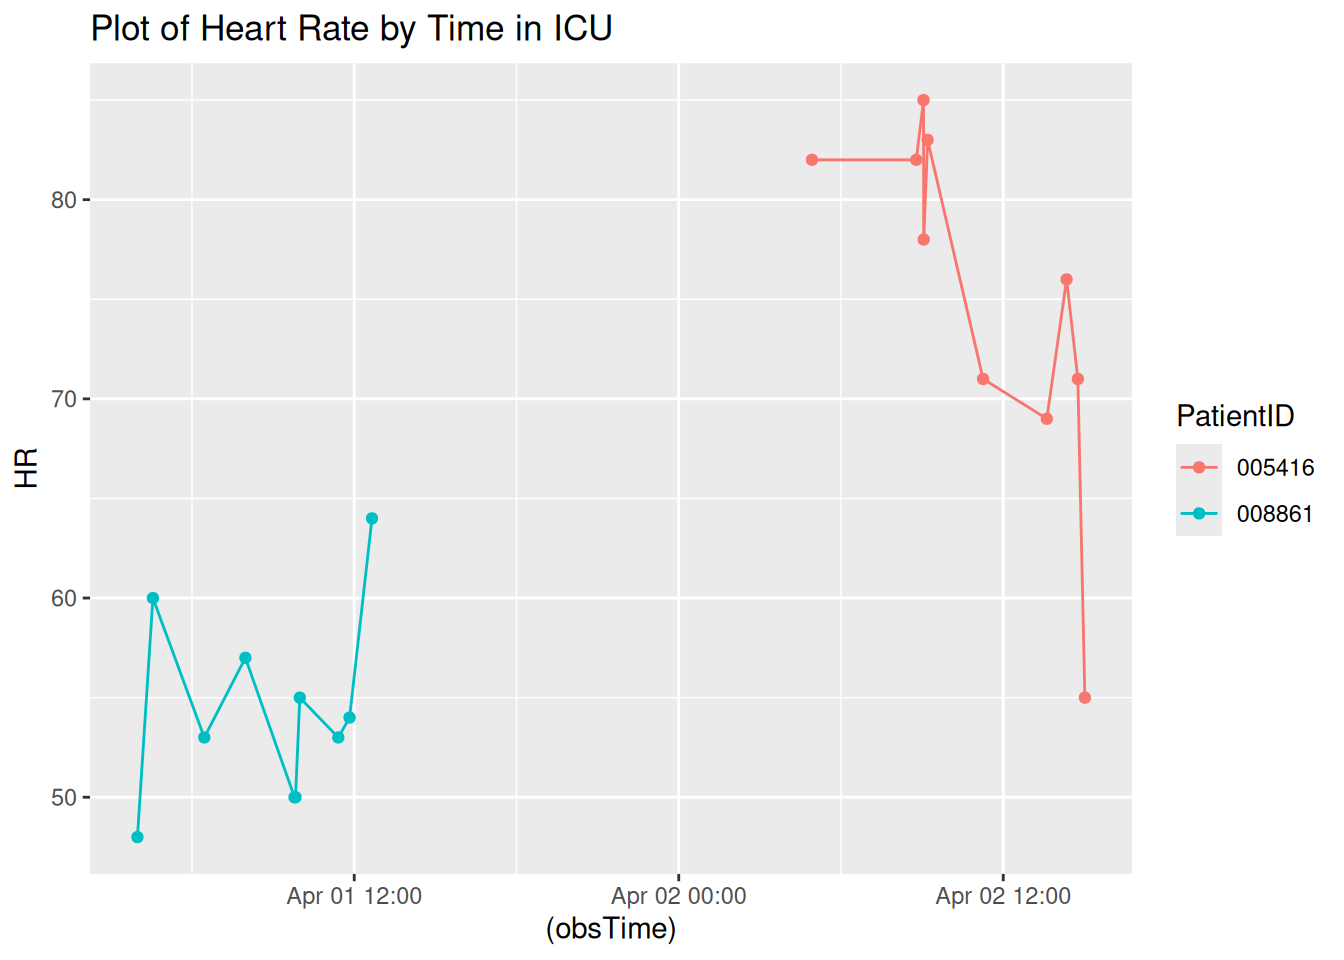 Plot of Heart Rate by Time in ICU
HR
80
70
60
50
Apr 01 12:00
Apr 02 00:00
Apr 02 12:00
(obsTime)
PatientID
005416
008861